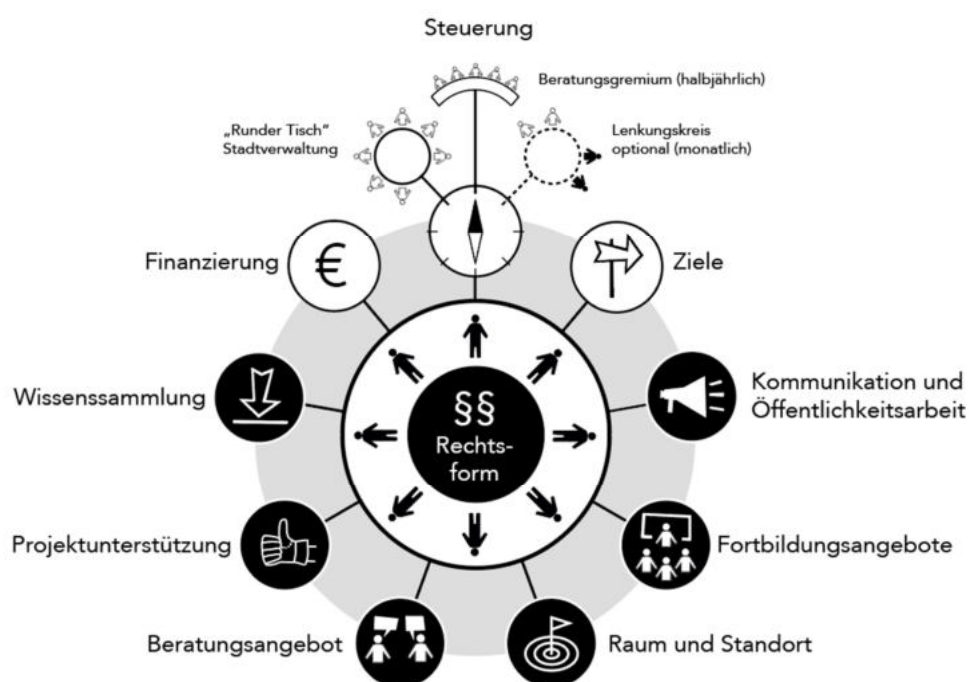 Steuerung
Beratungsgremium (halbjährlich)
„Runder Tisch“
Stadtverwaltung
Lenkungskreis
optional (monatlich)
Finanzierung
€
Ziele
Wissenssammlung
Kommunikation und
Öffentlichkeitsarbeit
§§
Rechts-
form
Projektunterstützung
Fortbildungsangebote
Beratungsangebot
Raum und Standort